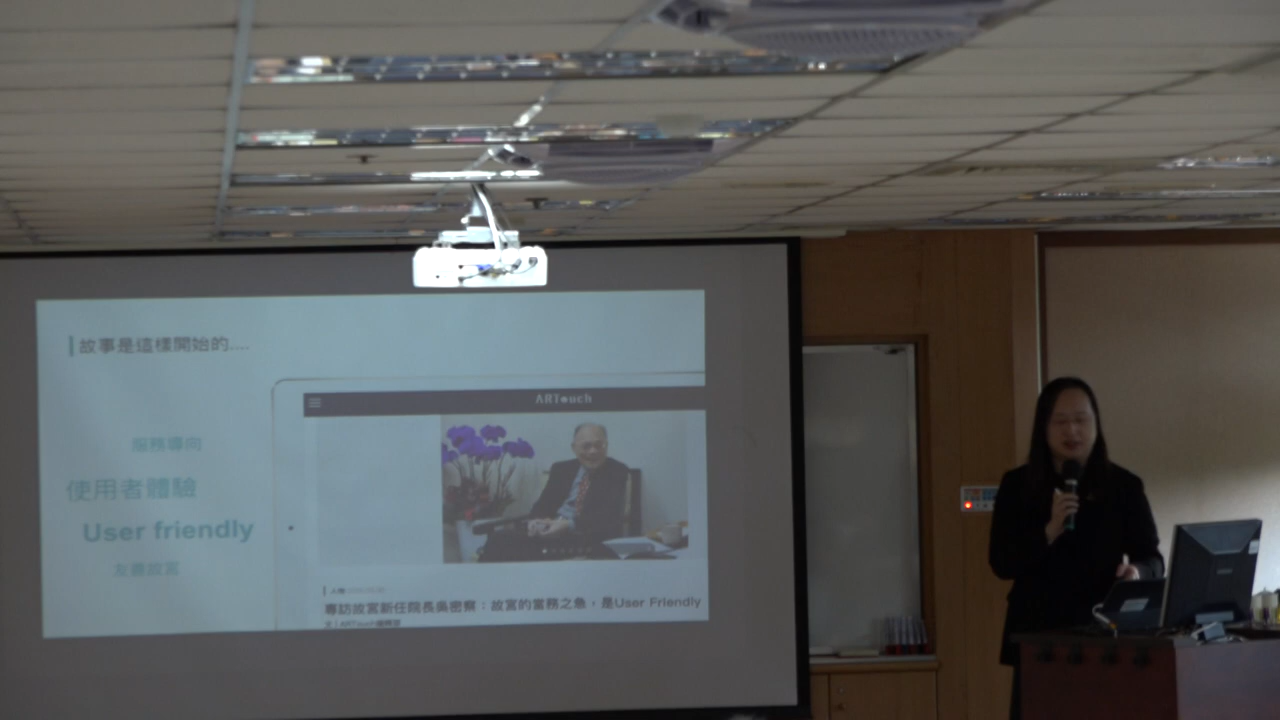 故事是這樣開始的....
ARTouch
服務導向
使用者體驗
User friendly
友善故宮
專訪故宮新任院長吳密察：故宮的當務之急，是User Friendly